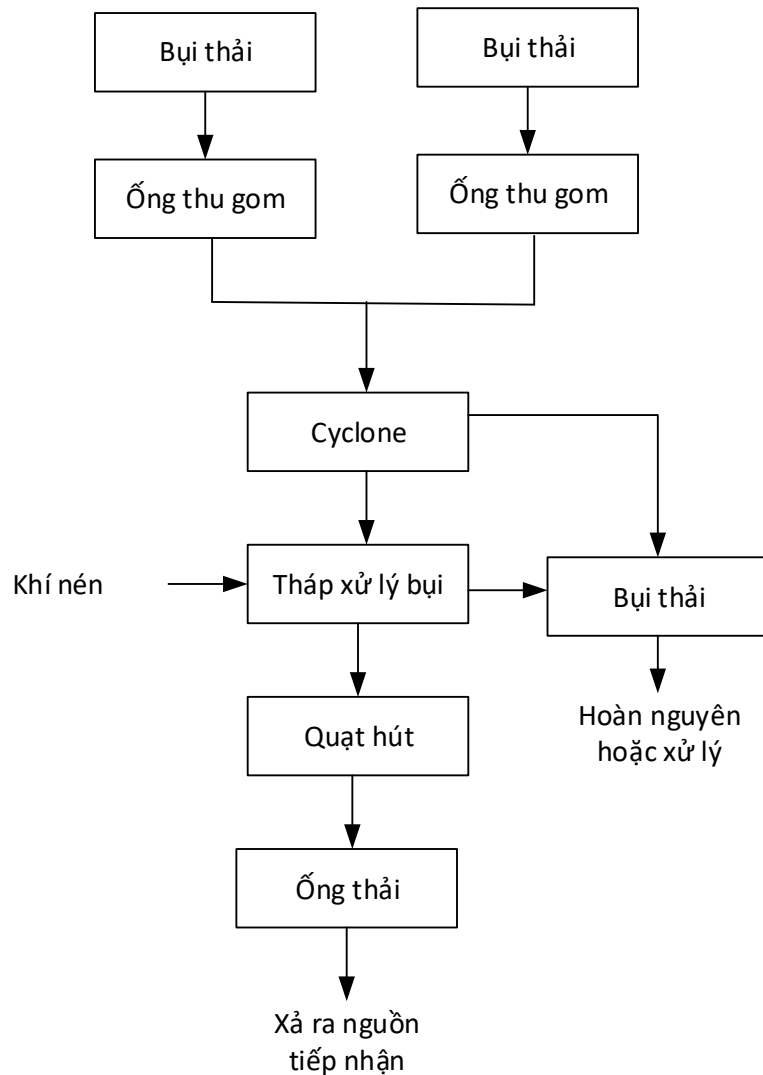 Bụi thải
Bụi thải
Ống thu gom
Ống thu gom
Cyclone
Khí nén
Tháp xử lý bụi
Bụi thải
Quạt hút
Hoàn nguyên
hoặc xử lý
Ống thải
Xả ra nguồn
tiếp nhận